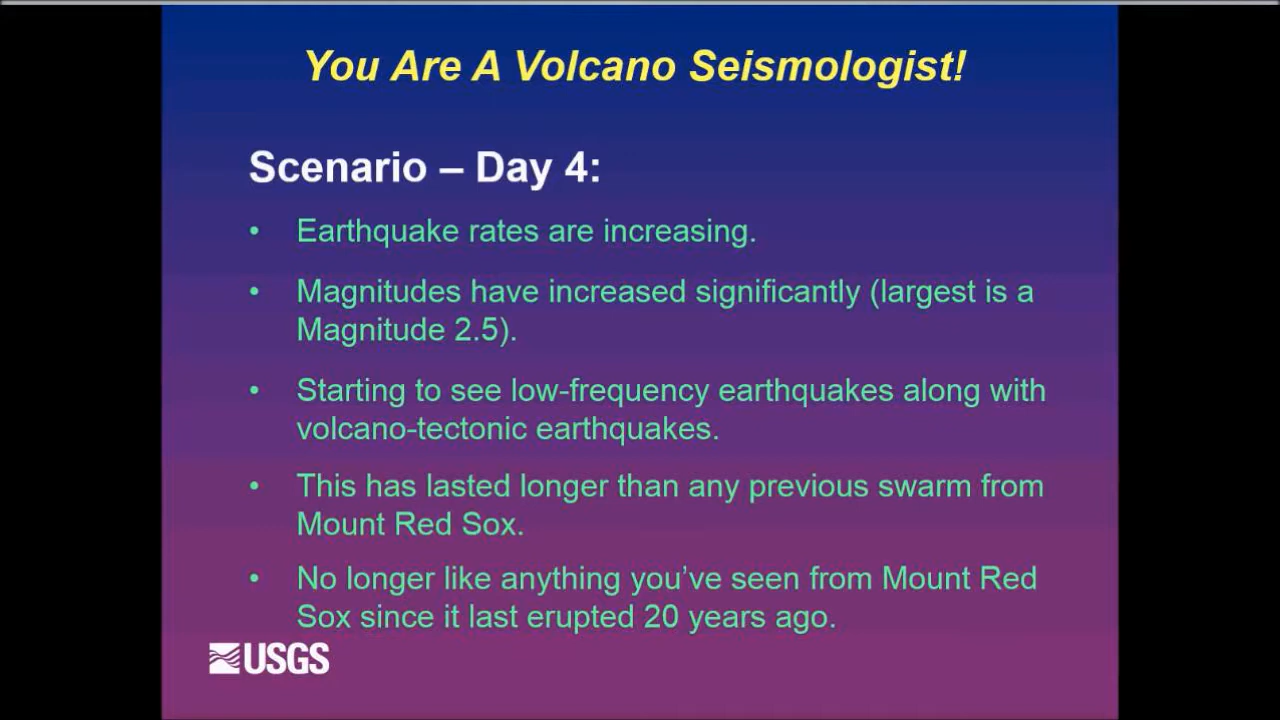 You Are A Volcano Seismologist!
Scenario – Day 4:
• Earthquake rates are increasing.
• Magnitudes have increased significantly (largest is a
Magnitude 2.5).
• Starting to see low-frequency earthquakes along with
volcano-tectonic earthquakes.
• This has lasted longer than any previous swarm from
Mount Red Sox.
• No longer like anything you’ve seen from Mount Red
Sox since it last erupted 20 years ago.
USGS